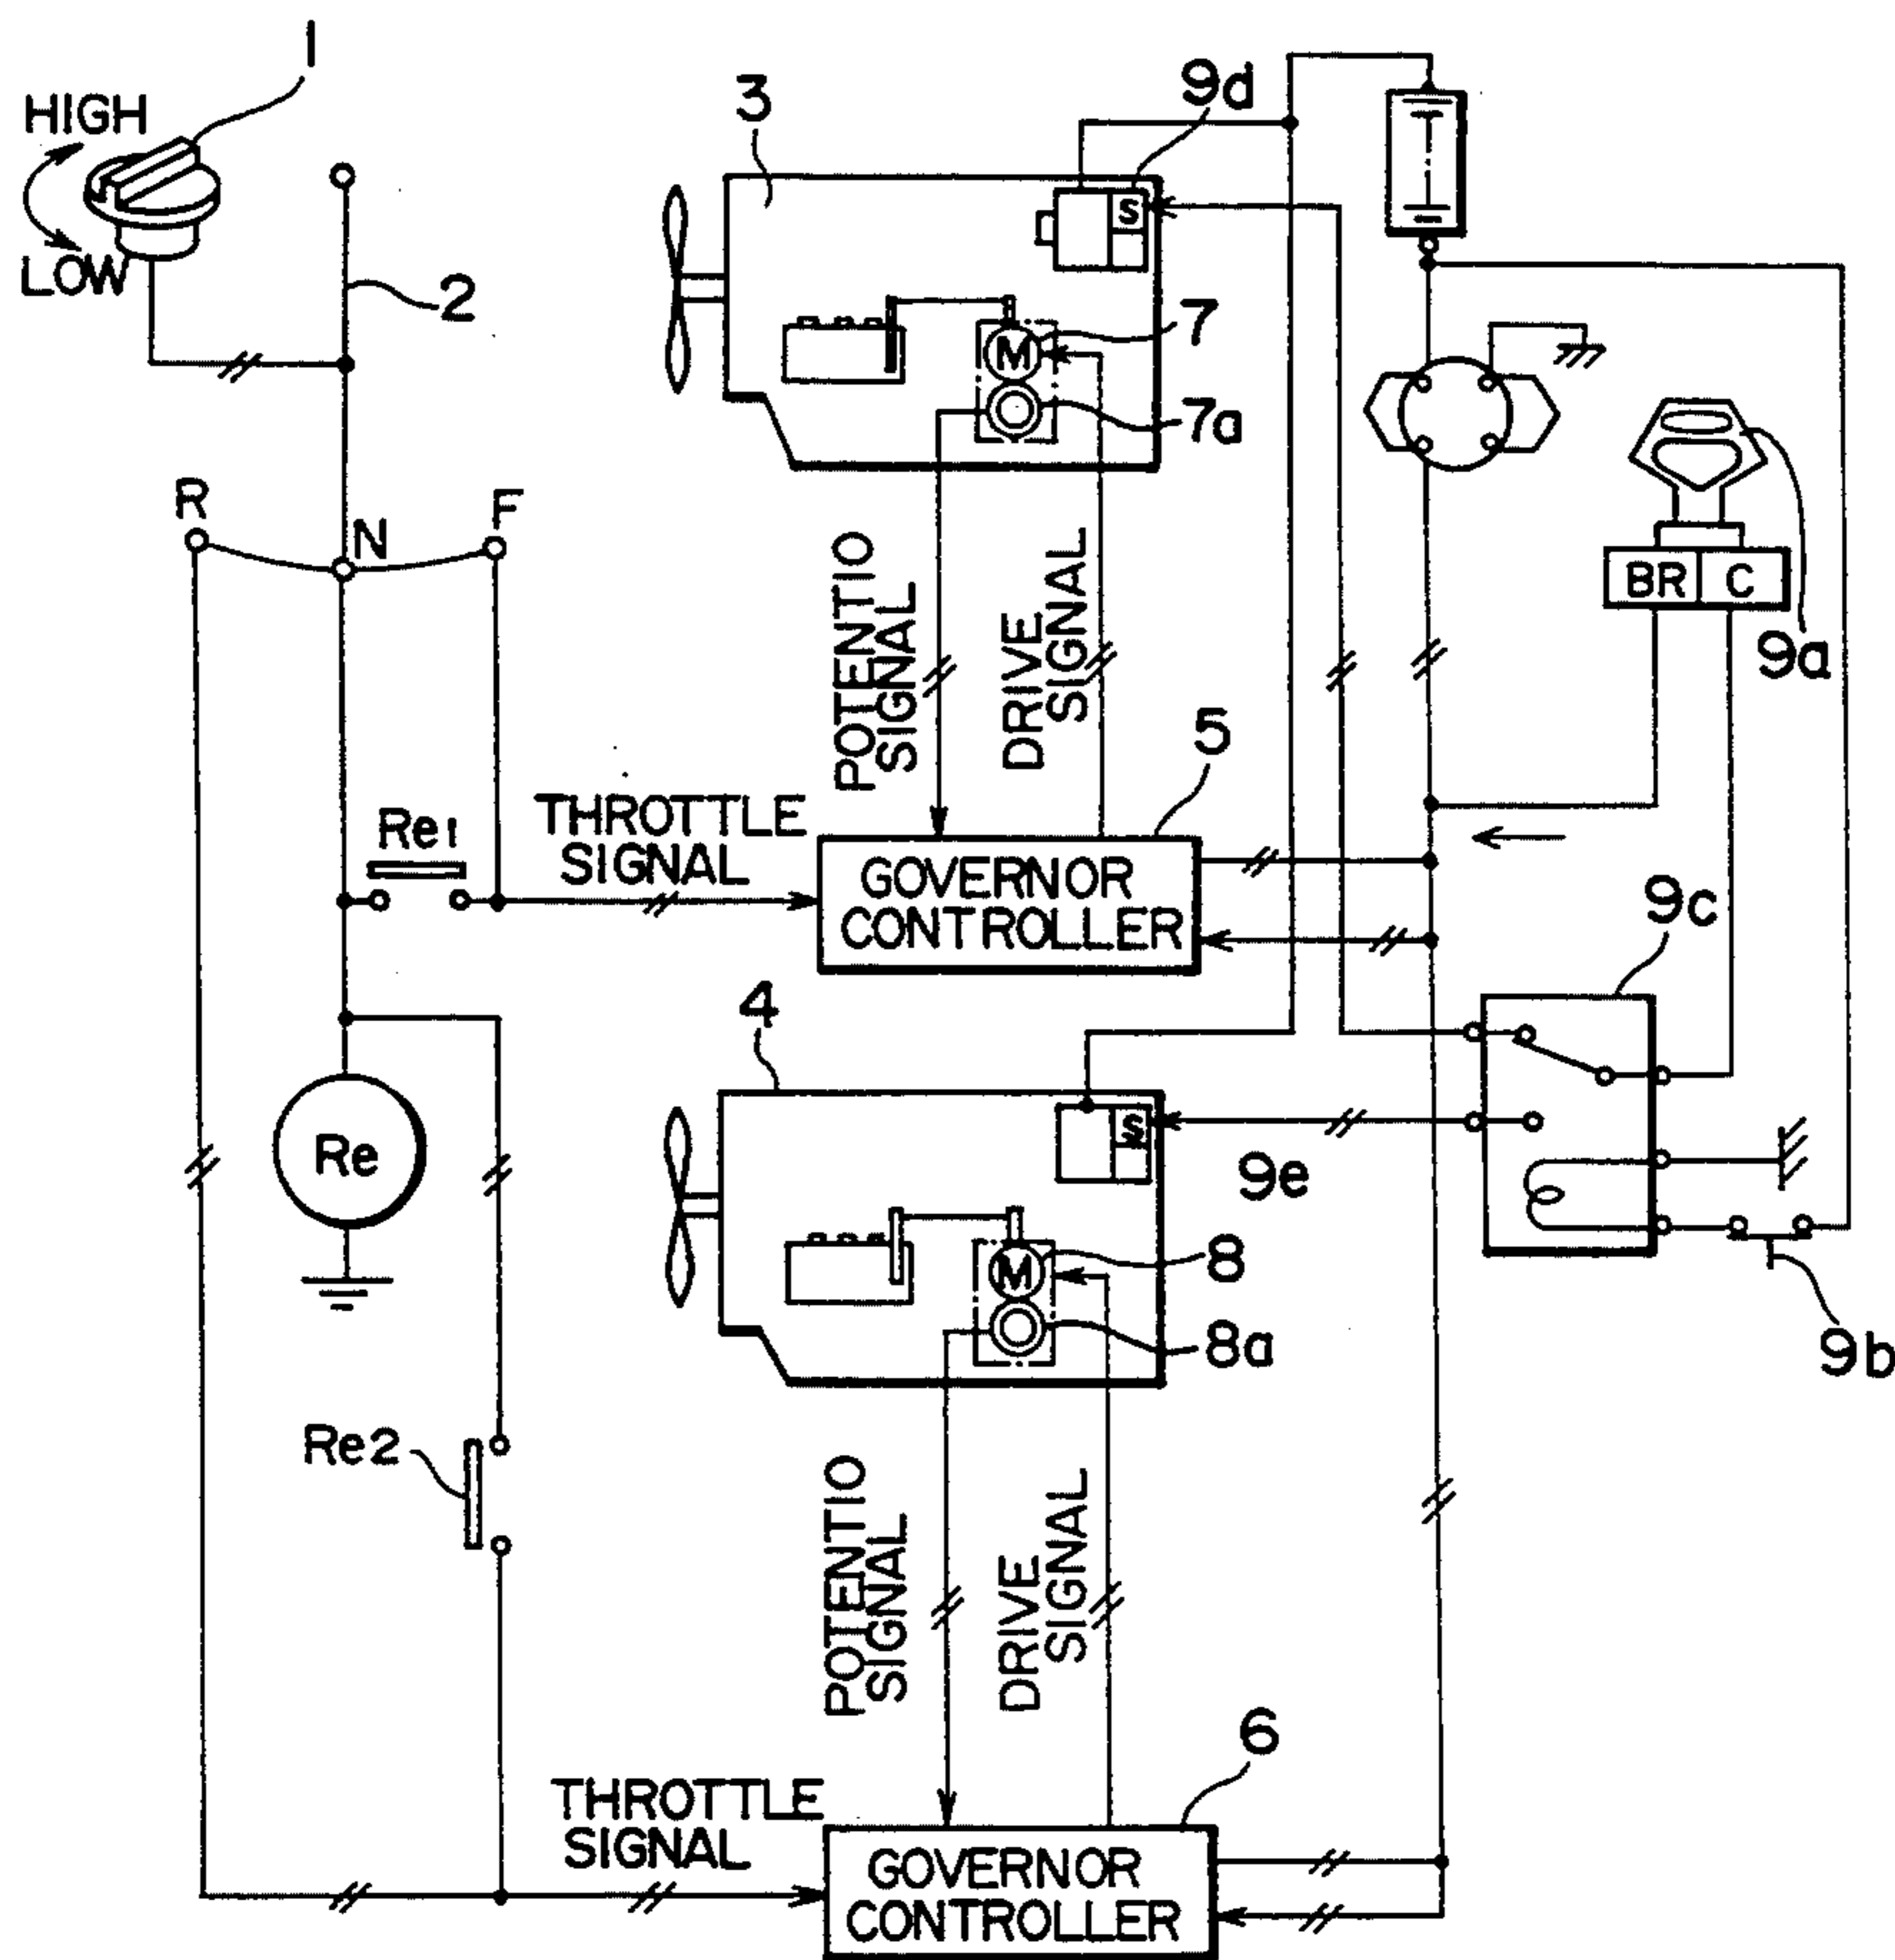 1
HIGH
LOW
2
3
9d
S
7
M
7a
R
N
F
BR C
9a
POTENTIO
SIGNAL
DRIVE
SIGNAL
5
Re1
THROTTLE
SIGNAL
GOVERNOR
CONTROLLER
9c
4
S
9e
Re
8
M
8a
9b
Re2
POTENTIO
SIGNAL
DRIVE
SIGNAL
6
THROTTLE
SIGNAL
GOVERNOR
CONTROLLER